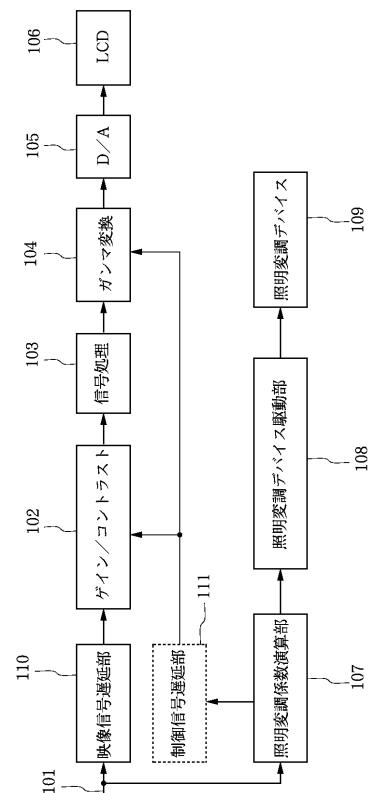 101
110
映像信号遅延部
102
ゲイン/コントラスト
103
信号処理
104
ガンマ変換
105
D/A
106
LCD
111
制御信号遅延部
107
照明変調係数演算部
108
照明変調デバイス駆動部
109
照明変調デバイス